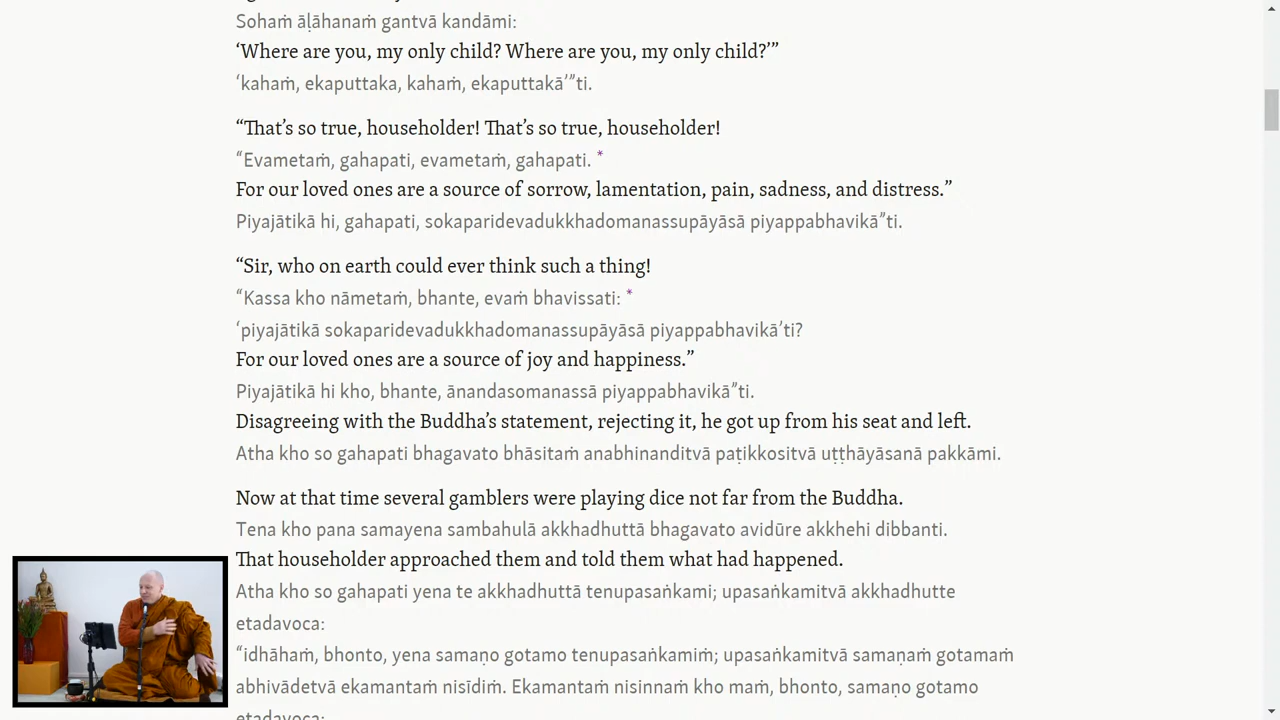 Sohaṁ āḷāhanaṁ gantvā kandāmi:
‘Where are you, my only child? Where are you, my only child?’”
‘kahaṁ, ekaputtaka, kahaṁ, ekaputtakā’”ti.
“That’s so true, householder! That’s so true, householder!
“Evametaṁ, gahapati, evametaṁ, gahapati. *
For our loved ones are a source of sorrow, lamentation, pain, sadness, and distress.”
Piyajātikā hi, gahapati, sokaparidevadukkhadomanassupāyāsā piyappabhavikā”ti.
“Sir, who on earth could ever think such a thing!
“Kassa kho nāmetaṁ, bhante, evaṁ bhavissati: *
‘piyajātikā sokaparidevadukkhadomanassupāyāsā piyappabhavikā’ti?
For our loved ones are a source of joy and happiness.”
Piyajātikā hi kho, bhante, ānandasomanassā piyappabhavikā”ti.
Disagreeing with the Buddha’s statement, rejecting it, he got up from his seat and left.
Atha kho so gahapati bhagavato bhāsitaṁ anabhinanditvā paṭikkositvā uṭṭhāyāsanā pakkāmi.
Now at that time several gamblers were playing dice not far from the Buddha.
Tena kho pana samayena sambahulā akkhadhuttā bhagavato avidūre akkhehi dibbanti.
That householder approached them and told them what had happened.
Atha kho so gahapati yena te akkhadhuttā tenupasaṅkami; upasaṅkamitvā akkhadhutte
etadavoca:
“idhāhaṁ, bhonto, yena samaṇo gotamo tenupasaṅkamiṁ; upasaṅkamitvā samaṇaṁ gotamaṁ
abhivādetvā ekamantaṁ nisīdiṁ. Ekamantaṁ nisinnaṁ kho maṁ, bhonto, samaṇo gotamo
etadavoca: